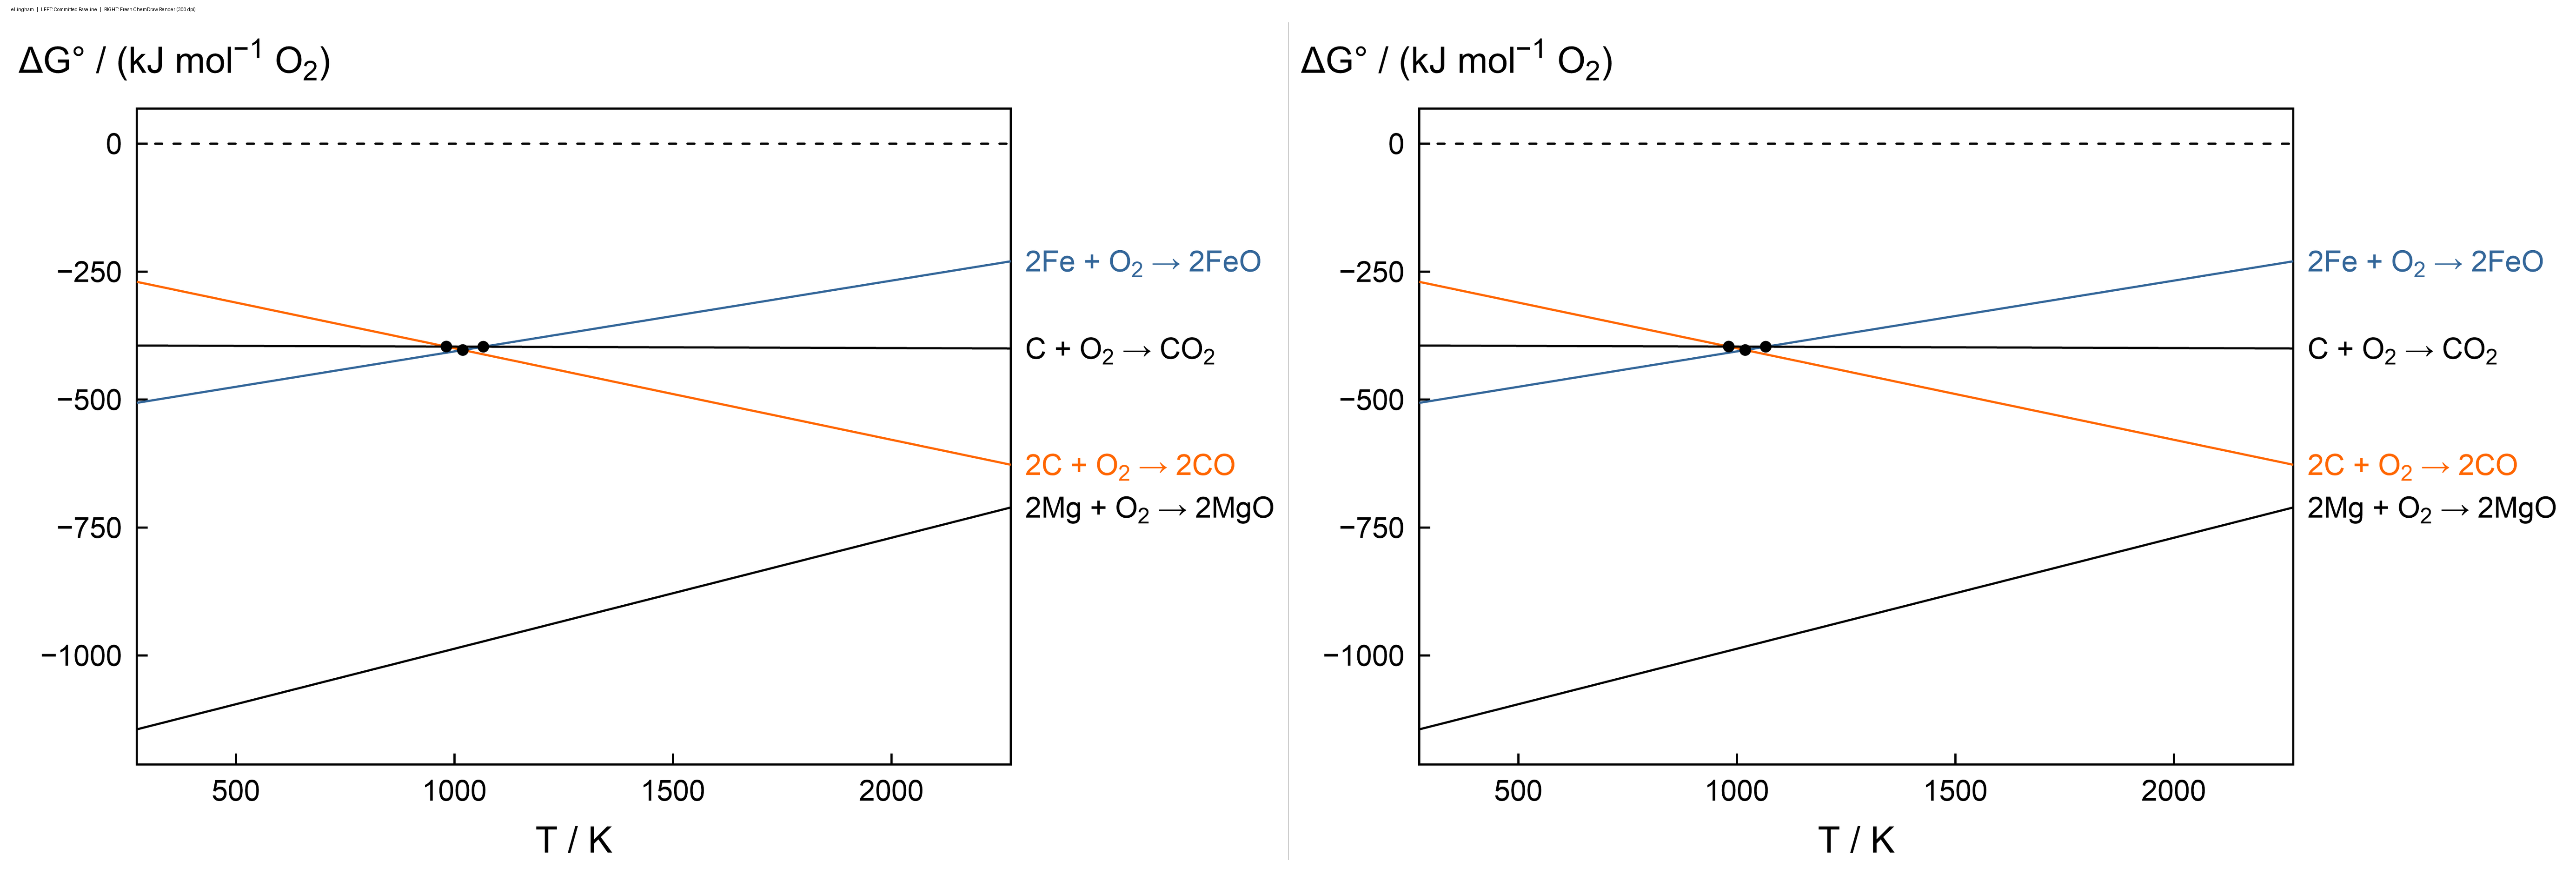 ellingham | LEFT: Committed Baseline | RIGHT: Fresh ChemDraw Render (300 dpi)
ΔG° / (kJ mol⁻¹ O₂)
0
−250
−500
−750
−1000
500 1000 1500 2000
T / K
2Fe + O₂ → 2FeO
C + O₂ → CO₂
2C + O₂ → 2CO
2Mg + O₂ → 2MgO
ΔG° / (kJ mol⁻¹ O₂)
0
−250
−500
−750
−1000
500 1000 1500 2000
T / K
2Fe + O₂ → 2FeO
C + O₂ → CO₂
2C + O₂ → 2CO
2Mg + O₂ → 2MgO